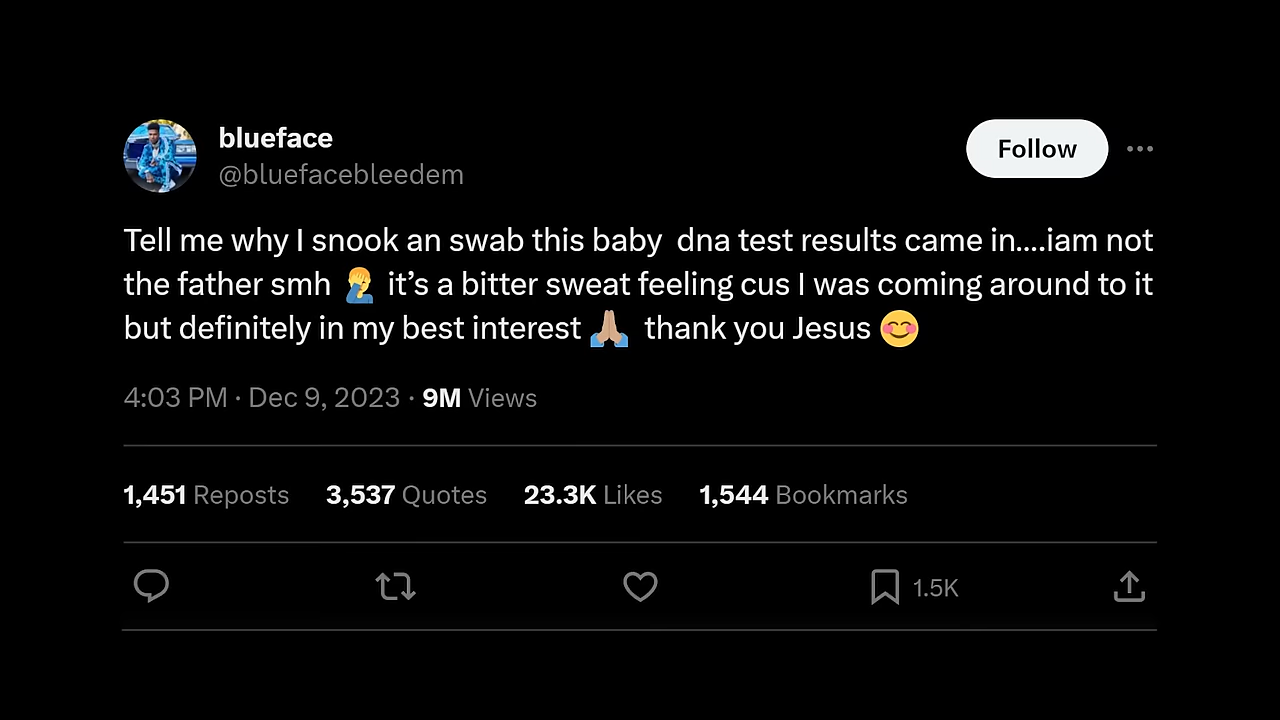 blueface
@bluefacebleedem
Follow
Tell me why I snook an swab this baby  dna test results came in....iam not
the father smh 🤦‍♂️ it’s a bitter sweat feeling cus I was coming around to it
but definitely in my best interest 🙏🏼 thank you Jesus 😊
4:03 PM · Dec 9, 2023 · 9M Views
1,451 Reposts 3,537 Quotes 23.3K Likes 1,544 Bookmarks
1.5K